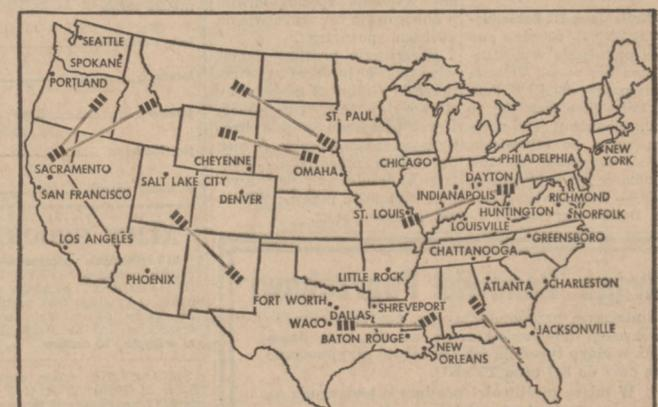 SEATTLE
SPOKANE
PORTLAND
ST. PAUL
SACRAMENTO
CHEYENNE
OMAHA
CHICAGO
PHILADELPHIA
NEW
YORK
SAN FRANCISCO
SALT LAKE CITY
DENVER
DAYTON
INDIANAPOLIS
RICHMOND
ST. LOUIS
HUNTINGTON
NORFOLK
LOUISVILLE
LOS ANGELES
GREENSBORO
CHATTANOOGA
PHOENIX
LITTLE ROCK
ATLANTA
CHARLESTON
FORT WORTH
SHREVEPORT
DALLAS
WACO
BATON ROUGE
JACKSONVILLE
NEW
ORLEANS